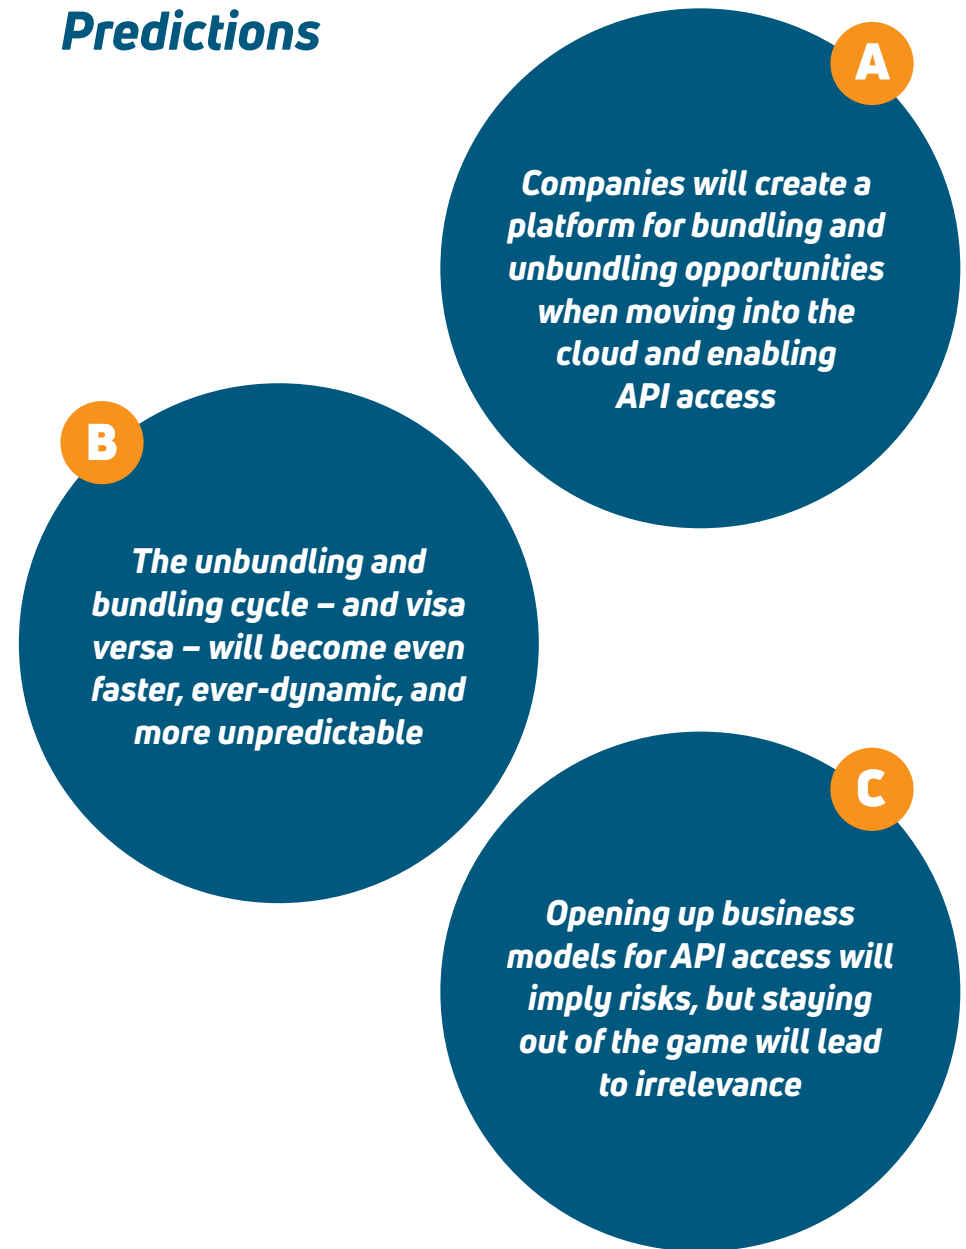 Predictions
A
Companies will create a
platform for bundling and
unbundling opportunities
when moving into the
cloud and enabling
API access
B
The unbundling and
bundling cycle – and visa
versa – will become even
faster, ever-dynamic, and
more unpredictable
C
Opening up business
models for API access will
imply risks, but staying
out of the game will lead
to irrelevance